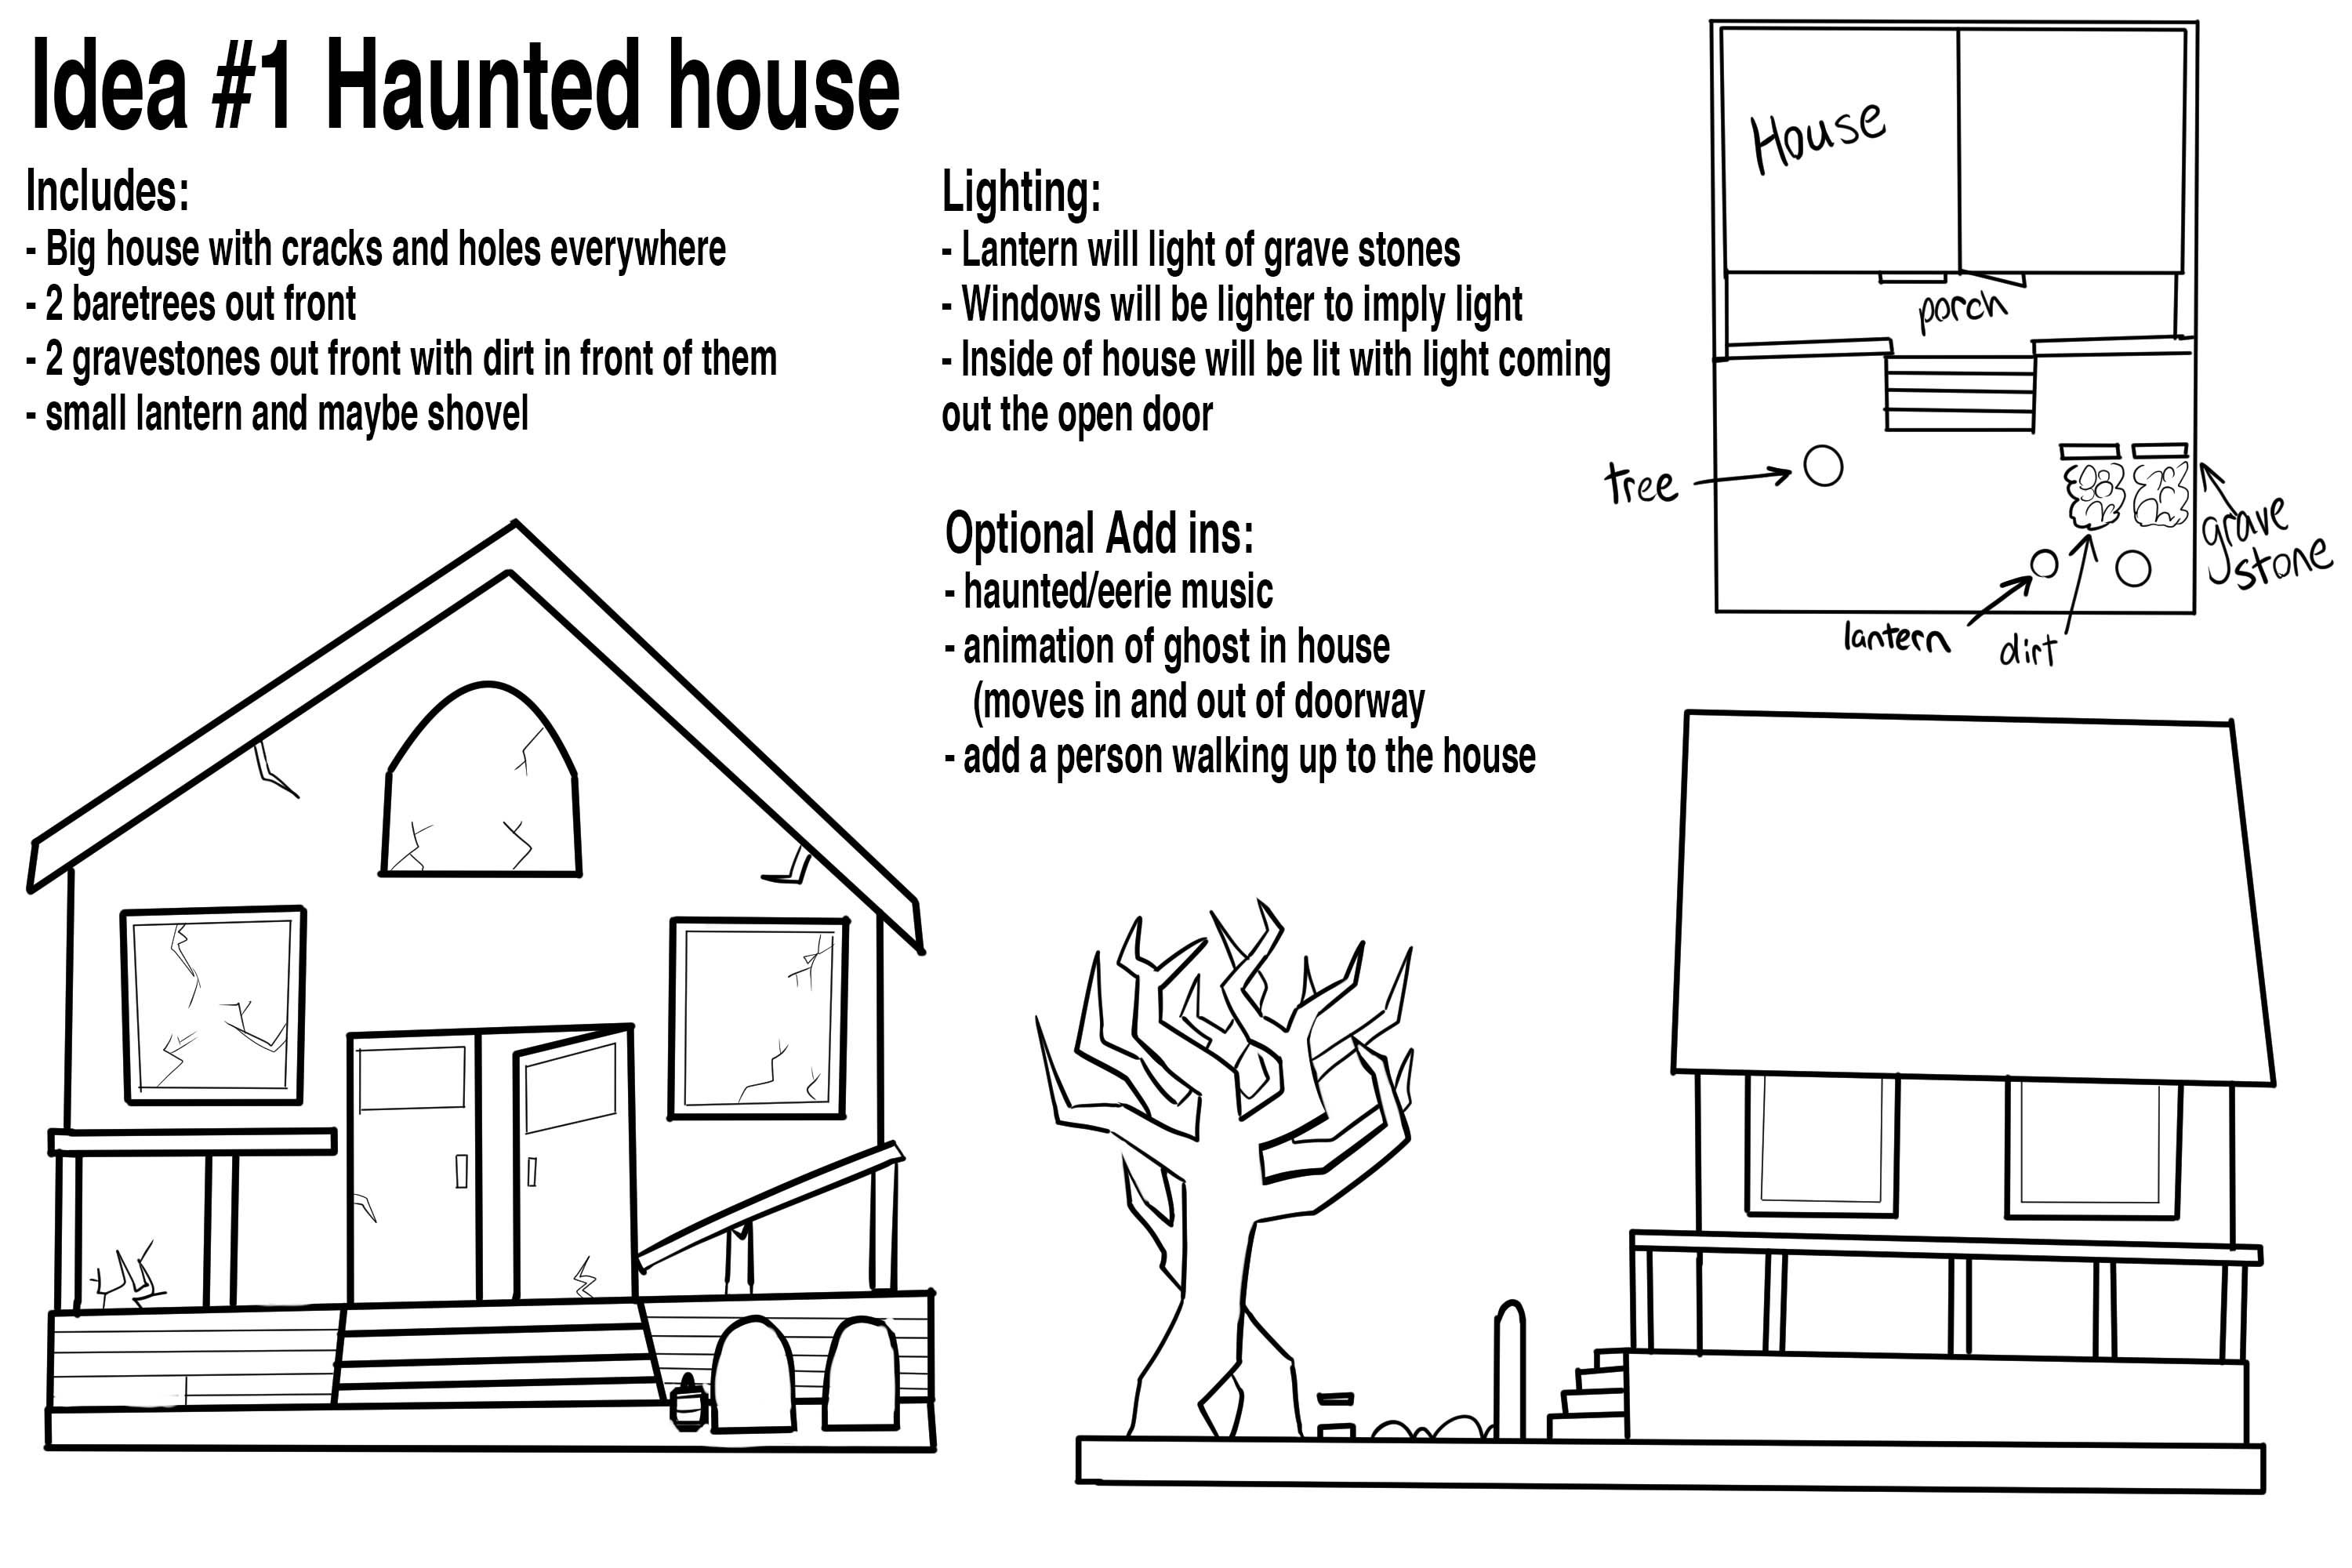 Idea #1 Haunted house
Includes:
- Big house with cracks and holes everywhere
- 2 baretrees out front
- 2 gravestones out front with dirt in front of them
- small lantern and maybe shovel
Lighting:
- Lantern will light of grave stones
- Windows will be lighter to imply light
- Inside of house will be lit with light coming
out the open door
Optional Add ins:
- haunted/eerie music
- animation of ghost in house
(moves in and out of doorway
- add a person walking up to the house
House
porch
tree
grave
stone
lantern
dirt